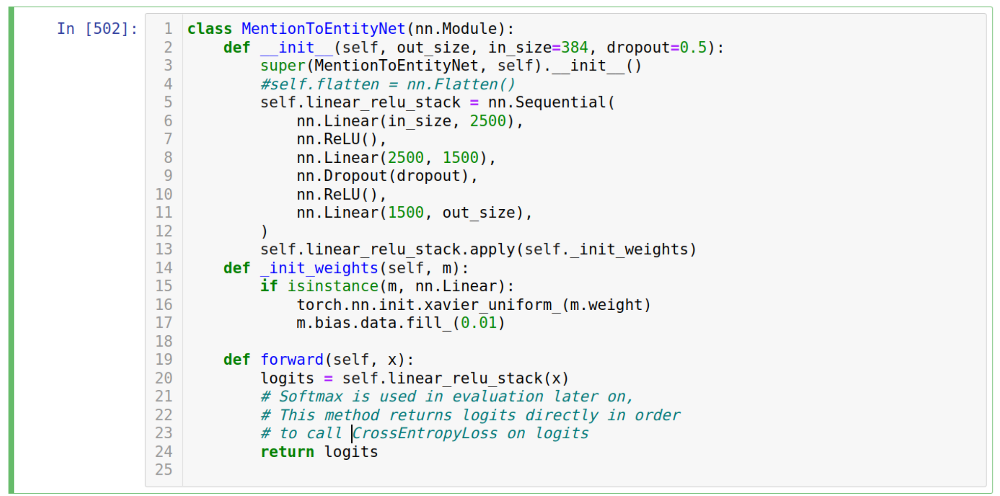 In [502]:
1 class MentionToEntityNet(nn.Module):
2     def __init__(self, out_size, in_size=384, dropout=0.5):
3         super(MentionToEntityNet, self).__init__()
4         #self.flatten = nn.Flatten()
5         self.linear_relu_stack = nn.Sequential(
6             nn.Linear(in_size, 2500),
7             nn.ReLU(),
8             nn.Linear(2500, 1500),
9             nn.Dropout(dropout),
10             nn.ReLU(),
11             nn.Linear(1500, out_size),
12         )
13         self.linear_relu_stack.apply(self._init_weights)
14     def _init_weights(self, m):
15         if isinstance(m, nn.Linear):
16             torch.nn.init.xavier_uniform_(m.weight)
17             m.bias.data.fill_(0.01)
18
19     def forward(self, x):
20         logits = self.linear_relu_stack(x)
21         # Softmax is used in evaluation later on,
22         # This method returns logits directly in order
23         # to call CrossEntropyLoss on logits
24         return logits
25